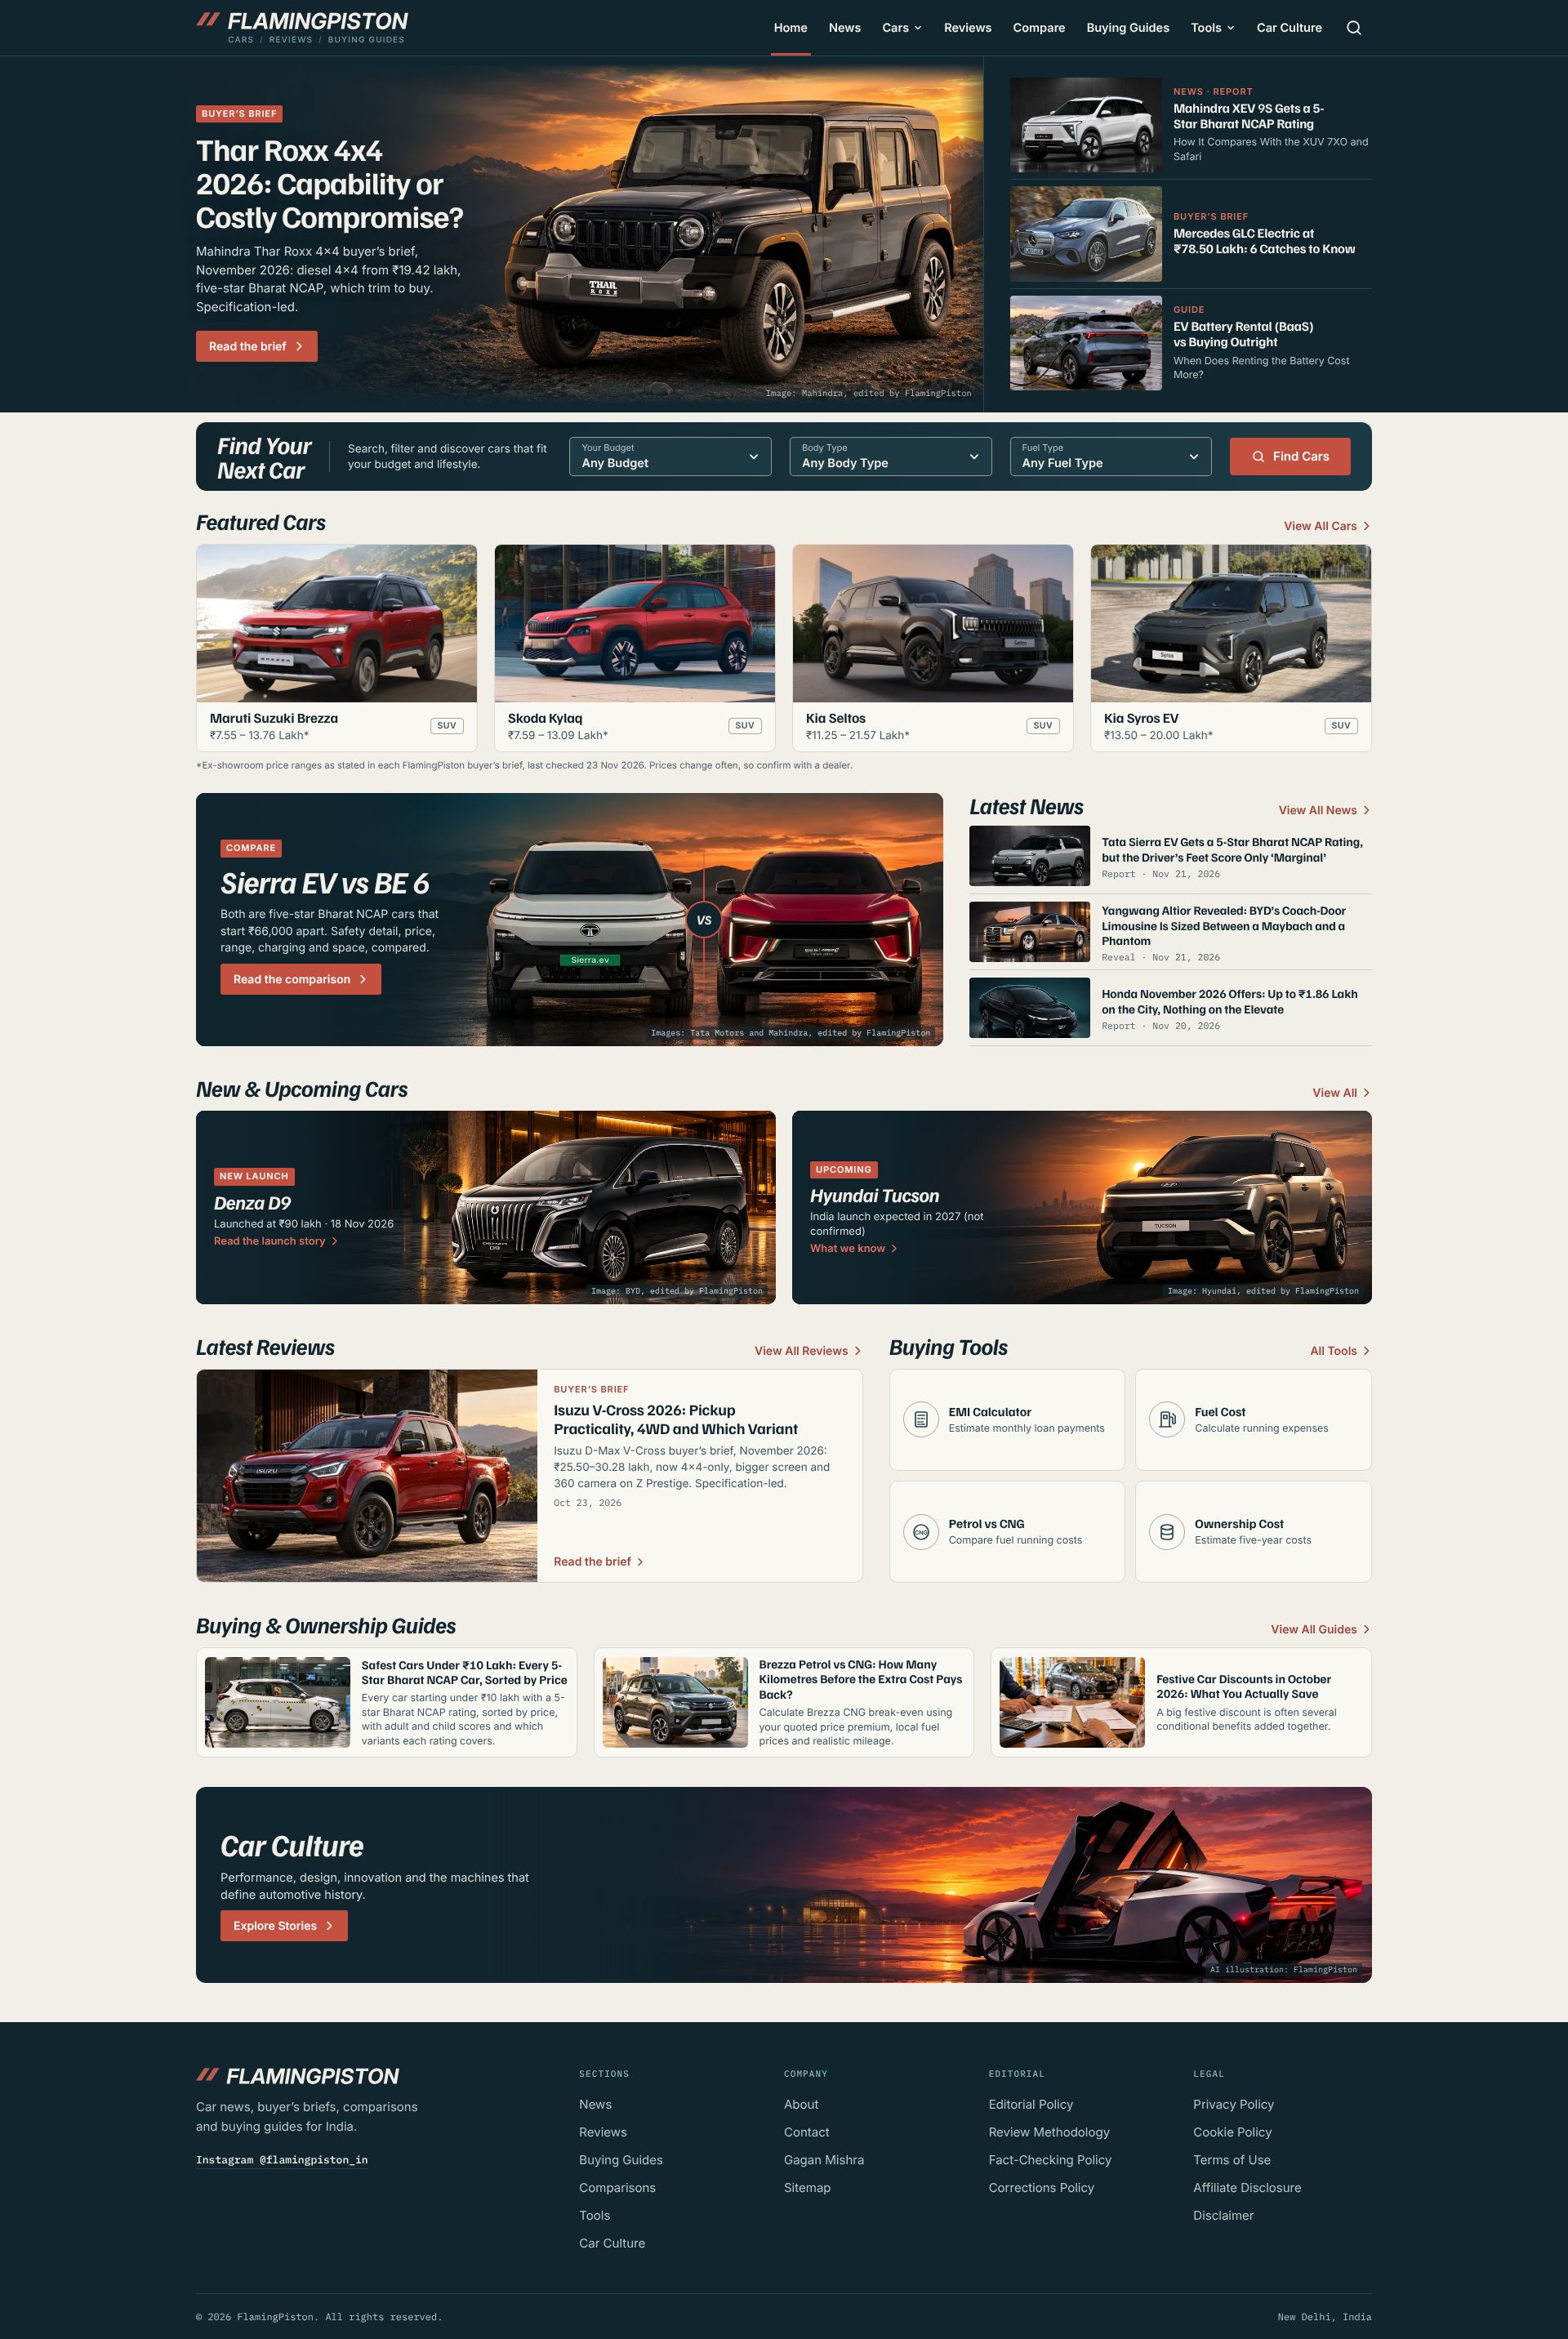 FLAMINGPISTON
CARS / REVIEWS / BUYING GUIDES
Home
News
Cars
Reviews
Compare
Buying Guides
Tools
Car Culture
BUYER'S BRIEF
Thar Roxx 4x4
2026: Capability or
Costly Compromise?
Mahindra Thar Roxx 4×4 buyer's brief,
November 2026: diesel 4×4 from ₹19.42 lakh,
five-star Bharat NCAP, which trim to buy.
Specification-led.
Read the brief
THAR
ROXX
Image: Mahindra, edited by FlamingPiston
NEWS · REPORT
Mahindra XEV 9S Gets a 5-
Star Bharat NCAP Rating
How It Compares With the XUV 7XO and
Safari
BUYER'S BRIEF
Mercedes GLC Electric at
₹78.50 Lakh: 6 Catches to Know
GUIDE
EV Battery Rental (BaaS)
vs Buying Outright
When Does Renting the Battery Cost
More?
Find Your
Next Car
Search, filter and discover cars that fit
your budget and lifestyle.
Your Budget
Any Budget
Body Type
Any Body Type
Fuel Type
Any Fuel Type
Find Cars
Featured Cars
View All Cars
BREZZA
Seltos
Syros
Maruti Suzuki Brezza
₹7.55 – 13.76 Lakh*
SUV
Skoda Kylaq
₹7.59 – 13.09 Lakh*
SUV
Kia Seltos
₹11.25 – 21.57 Lakh*
SUV
Kia Syros EV
₹13.50 – 20.00 Lakh*
SUV
*Ex-showroom price ranges as stated in each FlamingPiston buyer's brief, last checked 23 Nov 2026. Prices change often, so confirm with a dealer.
COMPARE
Sierra EV vs BE 6
Both are five-star Bharat NCAP cars that
start ₹66,000 apart. Safety detail, price,
range, charging and space, compared.
Read the comparison
VS
Sierra.ev
Images: Tata Motors and Mahindra, edited by FlamingPiston
Latest News
View All News
Tata Sierra EV Gets a 5-Star Bharat NCAP Rating,
but the Driver's Feet Score Only 'Marginal'
Report · Nov 21, 2026
Yangwang Altior Revealed: BYD's Coach-Door
Limousine Is Sized Between a Maybach and a
Phantom
Reveal · Nov 21, 2026
Honda November 2026 Offers: Up to ₹1.86 Lakh
on the City, Nothing on the Elevate
Report · Nov 20, 2026
New & Upcoming Cars
View All
NEW LAUNCH
Denza D9
Launched at ₹90 lakh · 18 Nov 2026
Read the launch story
DENZA
D9
Image: BYD, edited by FlamingPiston
UPCOMING
Hyundai Tucson
India launch expected in 2027 (not
confirmed)
What we know
TUCSON
Image: Hyundai, edited by FlamingPiston
Latest Reviews
View All Reviews
ISUZU
BUYER'S BRIEF
Isuzu V-Cross 2026: Pickup
Practicality, 4WD and Which Variant
Isuzu D-Max V-Cross buyer's brief, November 2026:
₹25.50–30.28 lakh, now 4×4-only, bigger screen and
360 camera on Z Prestige. Specification-led.
Oct 23, 2026
Read the brief
Buying Tools
All Tools
EMI Calculator
Estimate monthly loan payments
Fuel Cost
Calculate running expenses
CNG
Petrol vs CNG
Compare fuel running costs
Ownership Cost
Estimate five-year costs
Buying & Ownership Guides
View All Guides
Safest Cars Under ₹10 Lakh: Every 5-
Star Bharat NCAP Car, Sorted by Price
Every car starting under ₹10 lakh with a 5-
star Bharat NCAP rating, sorted by price,
with adult and child scores and which
variants each rating covers.
Brezza Petrol vs CNG: How Many
Kilometres Before the Extra Cost Pays
Back?
Calculate Brezza CNG break-even using
your quoted price premium, local fuel
prices and realistic mileage.
Festive Car Discounts in October
2026: What You Actually Save
A big festive discount is often several
conditional benefits added together.
Car Culture
Performance, design, innovation and the machines that
define automotive history.
Explore Stories
AI illustration: FlamingPiston
FLAMINGPISTON
Car news, buyer's briefs, comparisons
and buying guides for India.
Instagram @flamingpiston_in
SECTIONS
News
Reviews
Buying Guides
Comparisons
Tools
Car Culture
COMPANY
About
Contact
Gagan Mishra
Sitemap
EDITORIAL
Editorial Policy
Review Methodology
Fact-Checking Policy
Corrections Policy
LEGAL
Privacy Policy
Cookie Policy
Terms of Use
Affiliate Disclosure
Disclaimer
© 2026 FlamingPiston. All rights reserved.
New Delhi, India